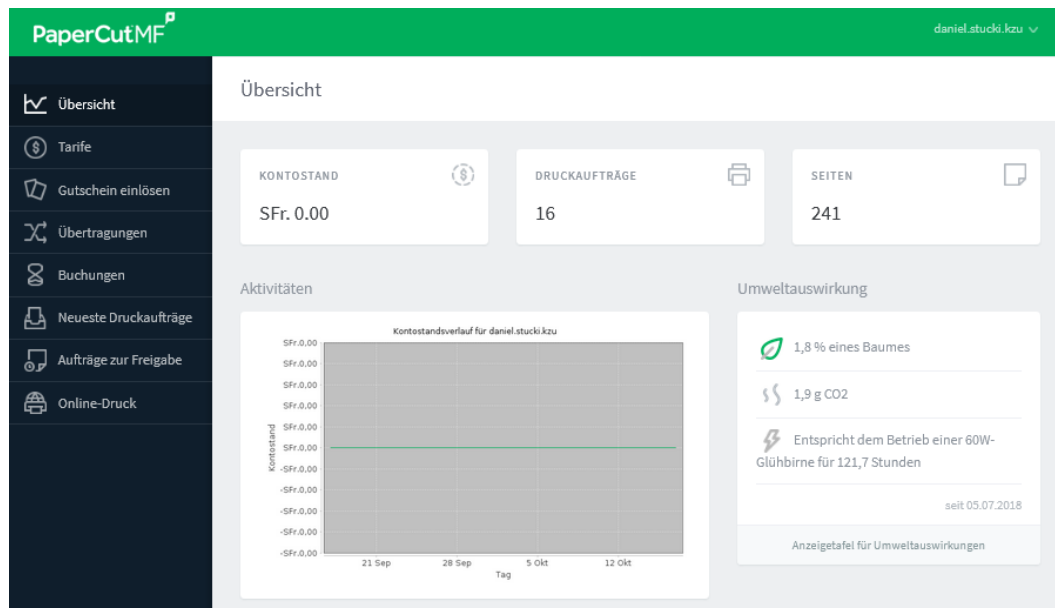 PaperCutMF
daniel.stucki.kzu
Übersicht
Tarife
Gutschein einlösen
Übertragungen
Buchungen
Neueste Druckaufträge
Aufträge zur Freigabe
Online-Druck
Übersicht
KONTOSTAND
SFr. 0.00
DRUCKAUFTRÄGE
16
SEITEN
241
Aktivitäten
Kontostandsverlauf für daniel.stucki.kzu
SFr.0.00
SFr.0.00
SFr.0.00
SFr.0.00
SFr.0.00
SFr.0.00
-SFr.0.00
-SFr.0.00
-SFr.0.00
-SFr.0.00
-SFr.0.00
Kontostand
21 Sep 28 Sep 5 Okt 12 Okt
Tag
Umweltauswirkung
1,8 % eines Baumes
1,9 g CO2
Entspricht dem Betrieb einer 60W-
Glühbirne für 121,7 Stunden
seit 05.07.2018
Anzeigetafel für Umweltauswirkungen